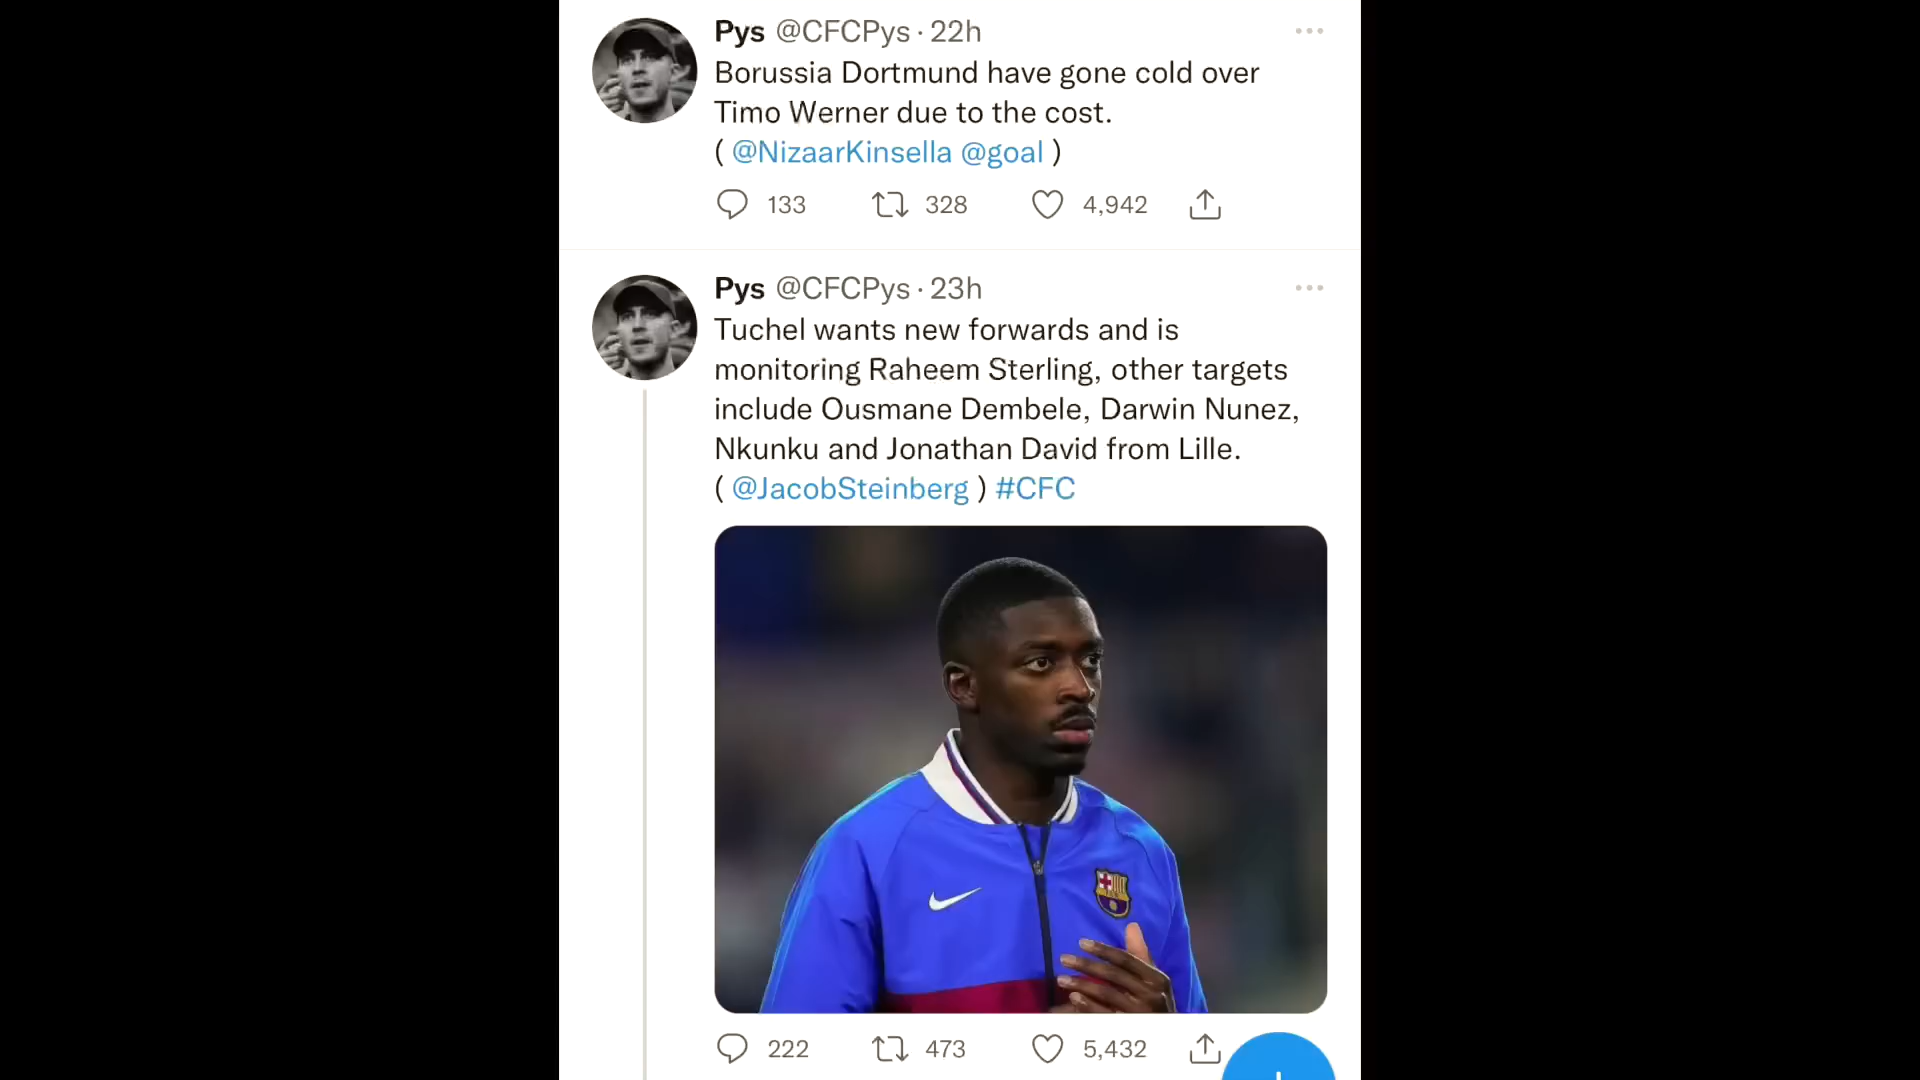 Pys @CFCPys · 22h
Borussia Dortmund have gone cold over
Timo Werner due to the cost.
( @NizaarKinsella @goal )
133 328 4,942
Pys @CFCPys · 23h
Tuchel wants new forwards and is
monitoring Raheem Sterling, other targets
include Ousmane Dembele, Darwin Nunez,
Nkunku and Jonathan David from Lille.
( @JacobSteinberg ) #CFC
222 473 5,432